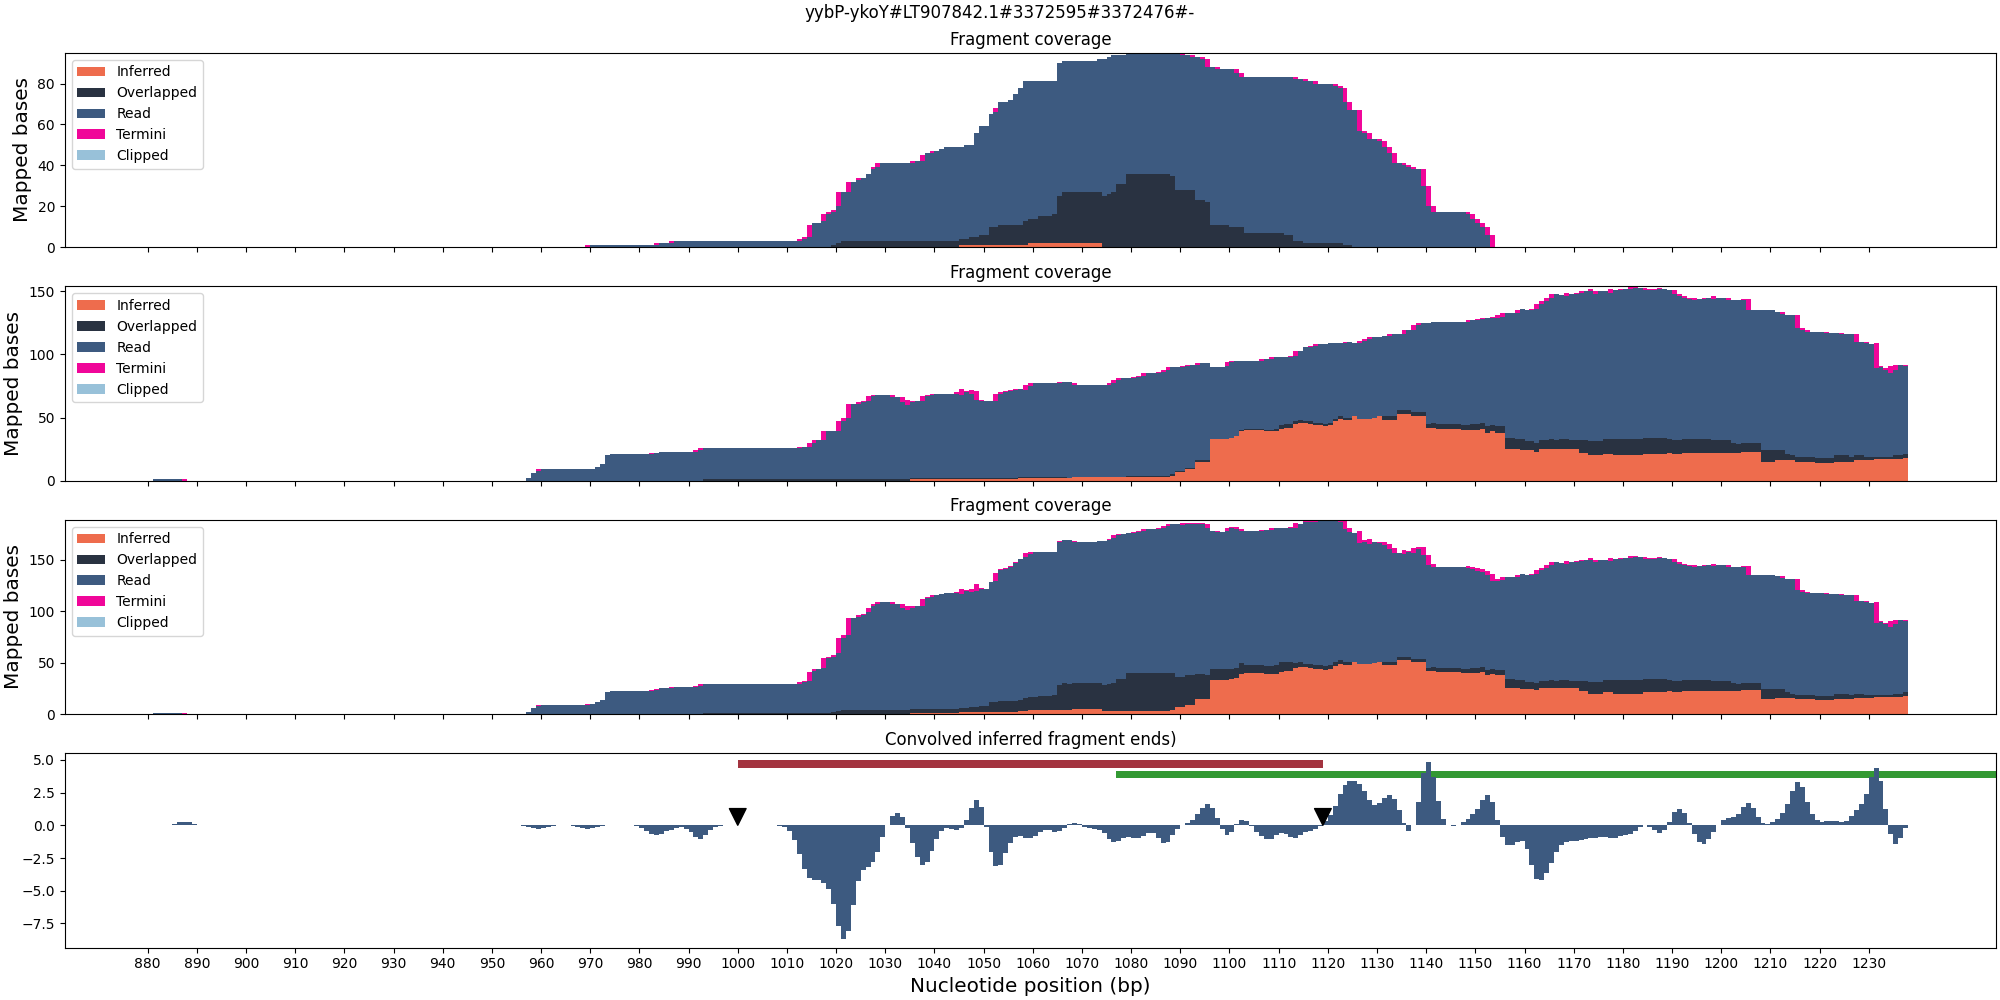 yybP-ykoY#LT907842.1#3372595#3372476#-
Fragment coverage
Mapped bases
80
60
40
20
0
Inferred
Overlapped
Read
Termini
Clipped
Fragment coverage
Mapped bases
150
100
50
0
Inferred
Overlapped
Read
Termini
Clipped
Fragment coverage
Mapped bases
150
100
50
0
Inferred
Overlapped
Read
Termini
Clipped
Convolved inferred fragment ends)
5.0
2.5
0.0
−2.5
−5.0
−7.5
880 890 900 910 920 930 940 950 960 970 980 990 1000 1010 1020 1030 1040 1050 1060 1070 1080 1090 1100 1110 1120 1130 1140 1150 1160 1170 1180 1190 1200 1210 1220 1230
Nucleotide position (bp)